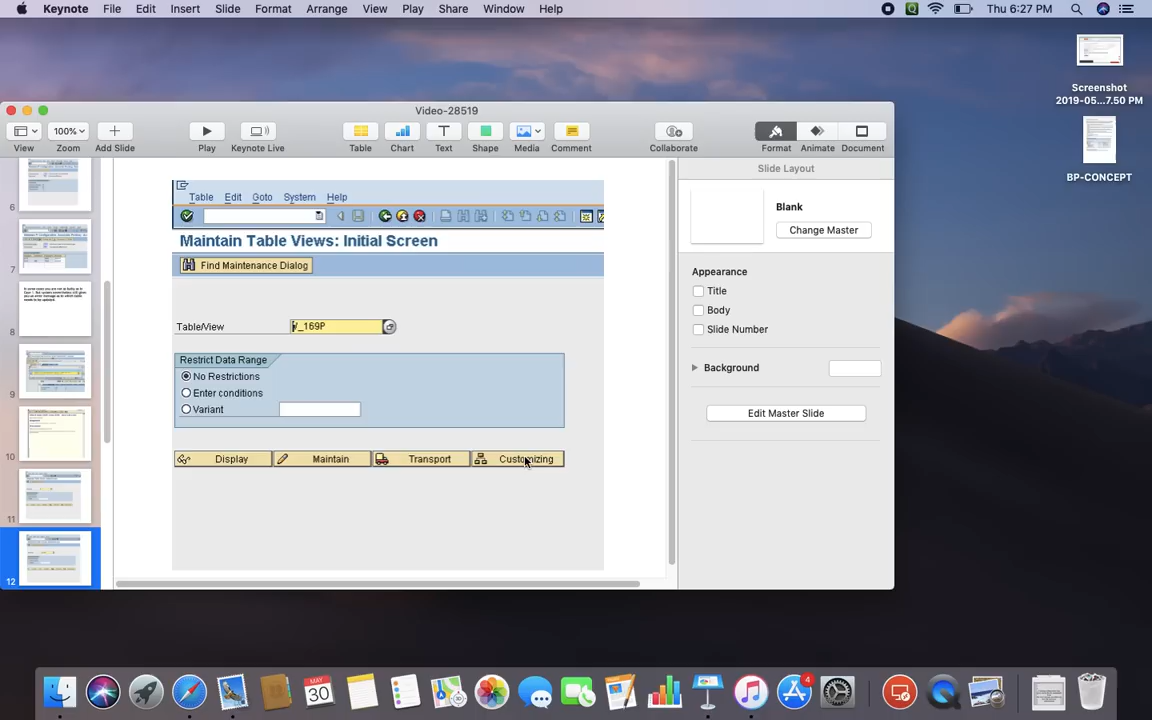 Keynote File Edit Insert Slide Format Arrange View Play Share Window Help Thu 6:27 PM
Screenshot
2019-05...7.50 PM
BP-CONCEPT
Video-28519
100%
View Zoom Add Slide Play Keynote Live Table Chart Text Shape Media Comment Collaborate Format Animate Document
Slide Layout
Blank
Change Master
Appearance
Title
Body
Slide Number
Background
Edit Master Slide
6
7
8
9
10
11
12
Table Edit Goto System Help
Maintain Table Views: Initial Screen
Find Maintenance Dialog
Table/View V_169P
Restrict Data Range
No Restrictions
Enter conditions
Variant
Display Maintain Transport Customizing
MAY
30
4